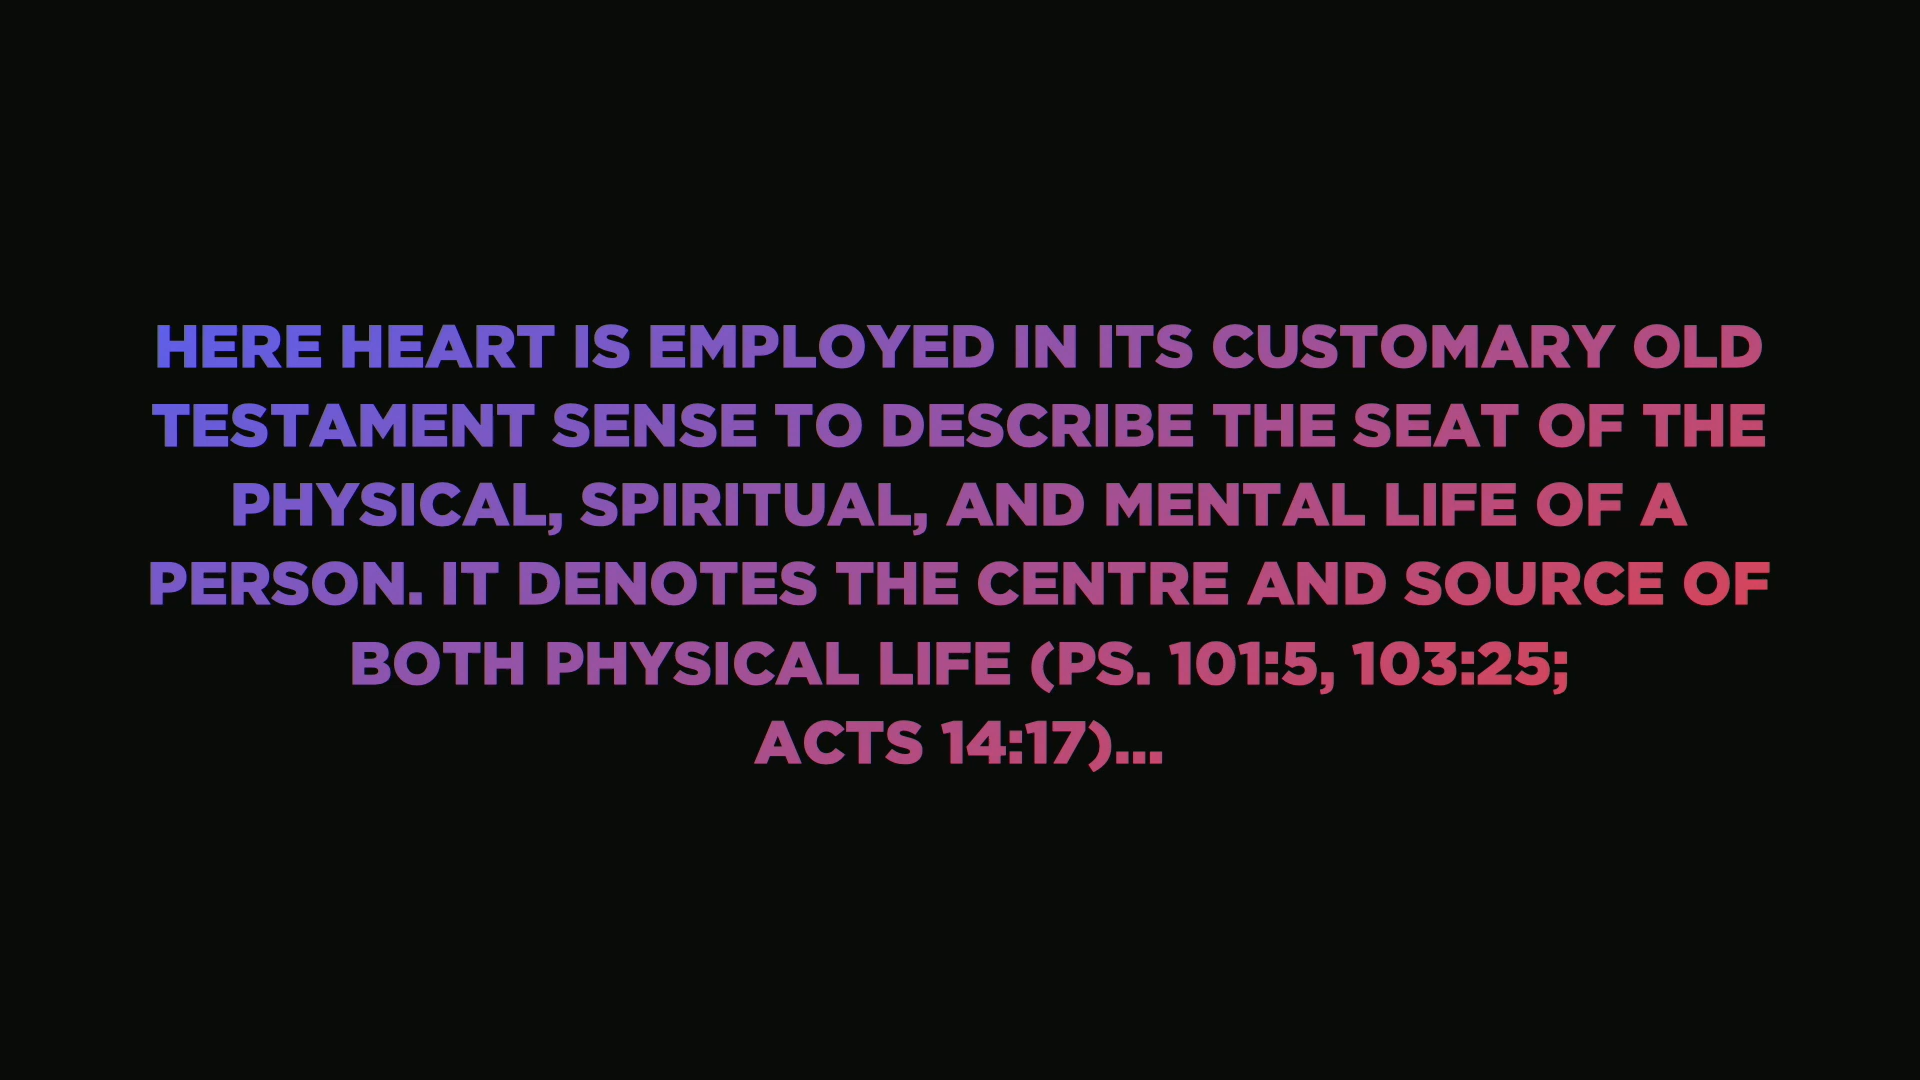 HERE HEART IS EMPLOYED IN ITS CUSTOMARY OLD
TESTAMENT SENSE TO DESCRIBE THE SEAT OF THE
PHYSICAL, SPIRITUAL, AND MENTAL LIFE OF A
PERSON. IT DENOTES THE CENTRE AND SOURCE OF
BOTH PHYSICAL LIFE (PS. 101:5, 103:25;
ACTS 14:17)...